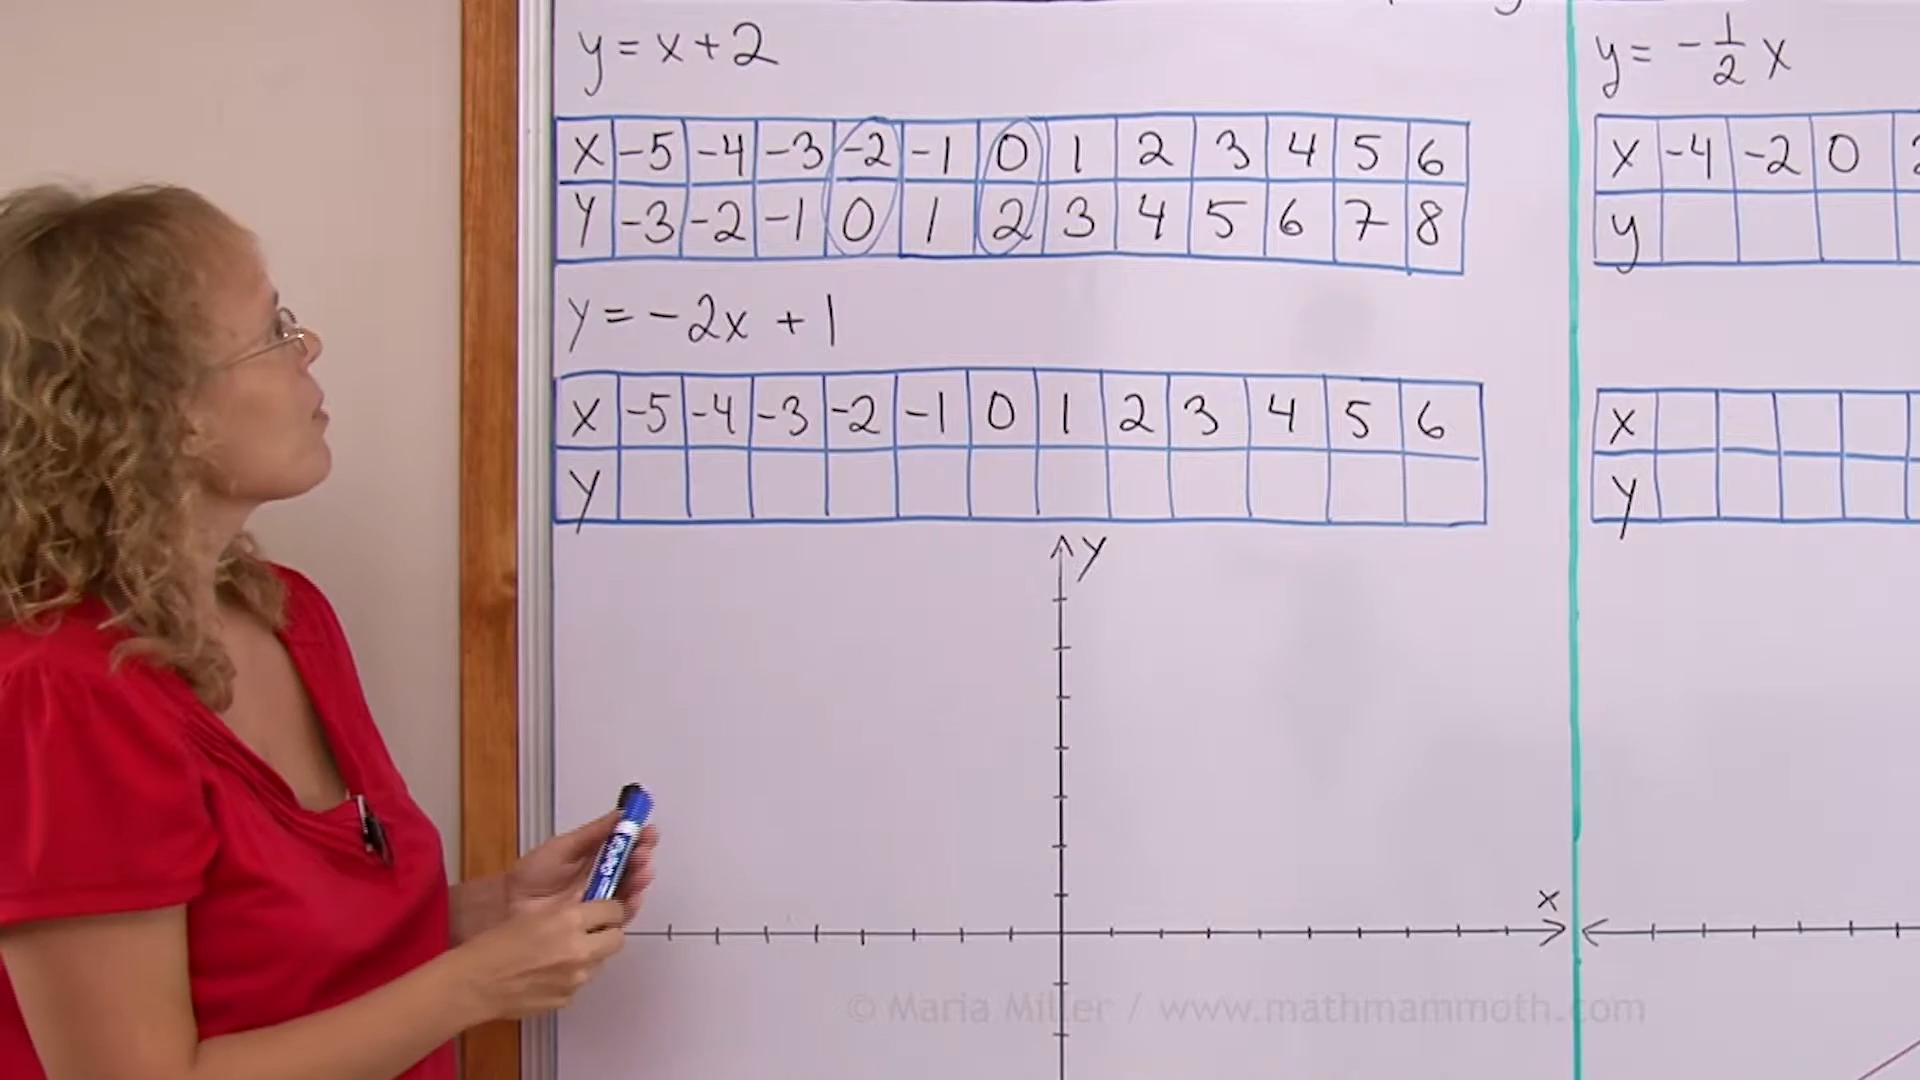 y = x + 2
X -5 -4 -3 -2 -1 0 1 2 3 4 5 6
Y -3 -2 -1 0 1 2 3 4 5 6 7 8
y = -2x + 1
X -5 -4 -3 -2 -1 0 1 2 3 4 5 6
Y
Y
x
y = -1/2 x
X -4 -2 0
y
X
Y
© Maria Miller / www.mathmammoth.com